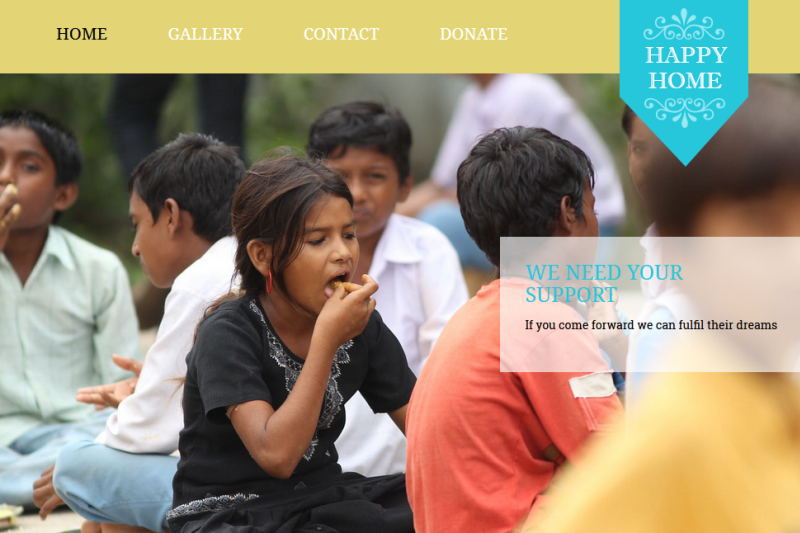 HOME GALLERY CONTACT DONATE
HAPPY
HOME
WE NEED YOUR
SUPPORT
If you come forward we can fulfil their dreams